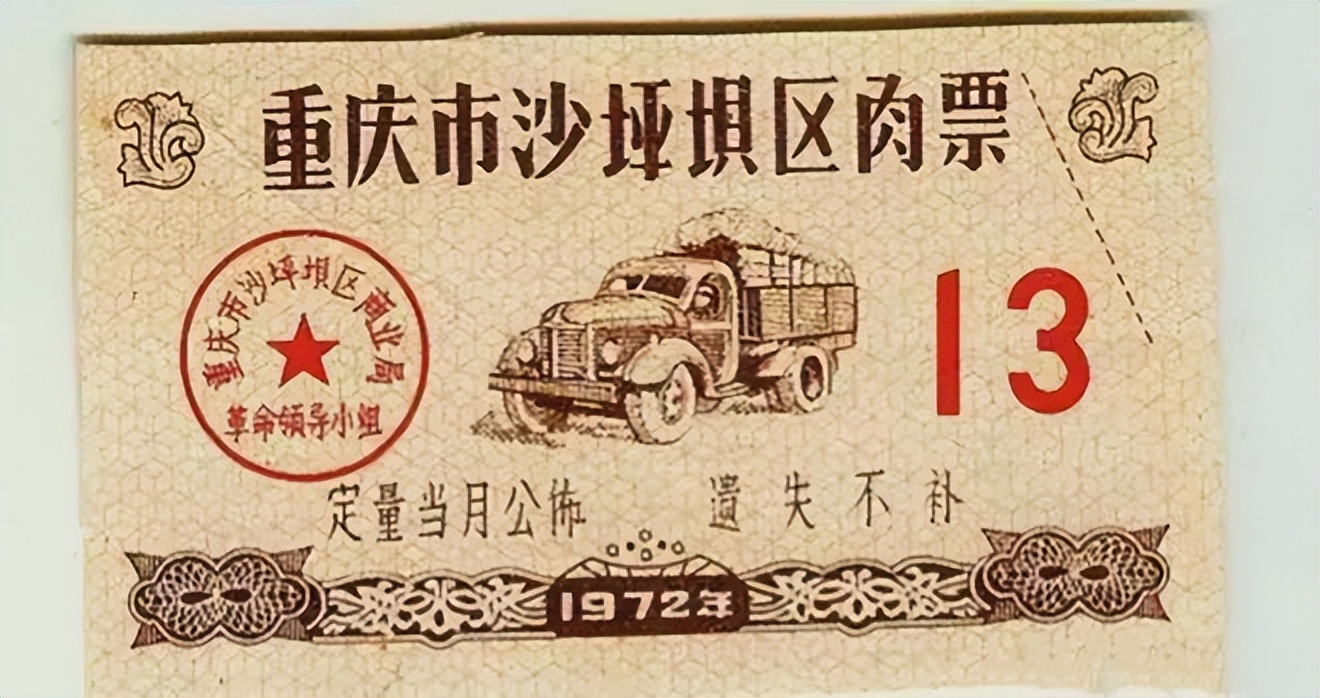 重庆市沙坪坝区肉票
重庆市沙坪坝区商业局
革命领导小组
13
定量当月公佈 遗失不补
1972年